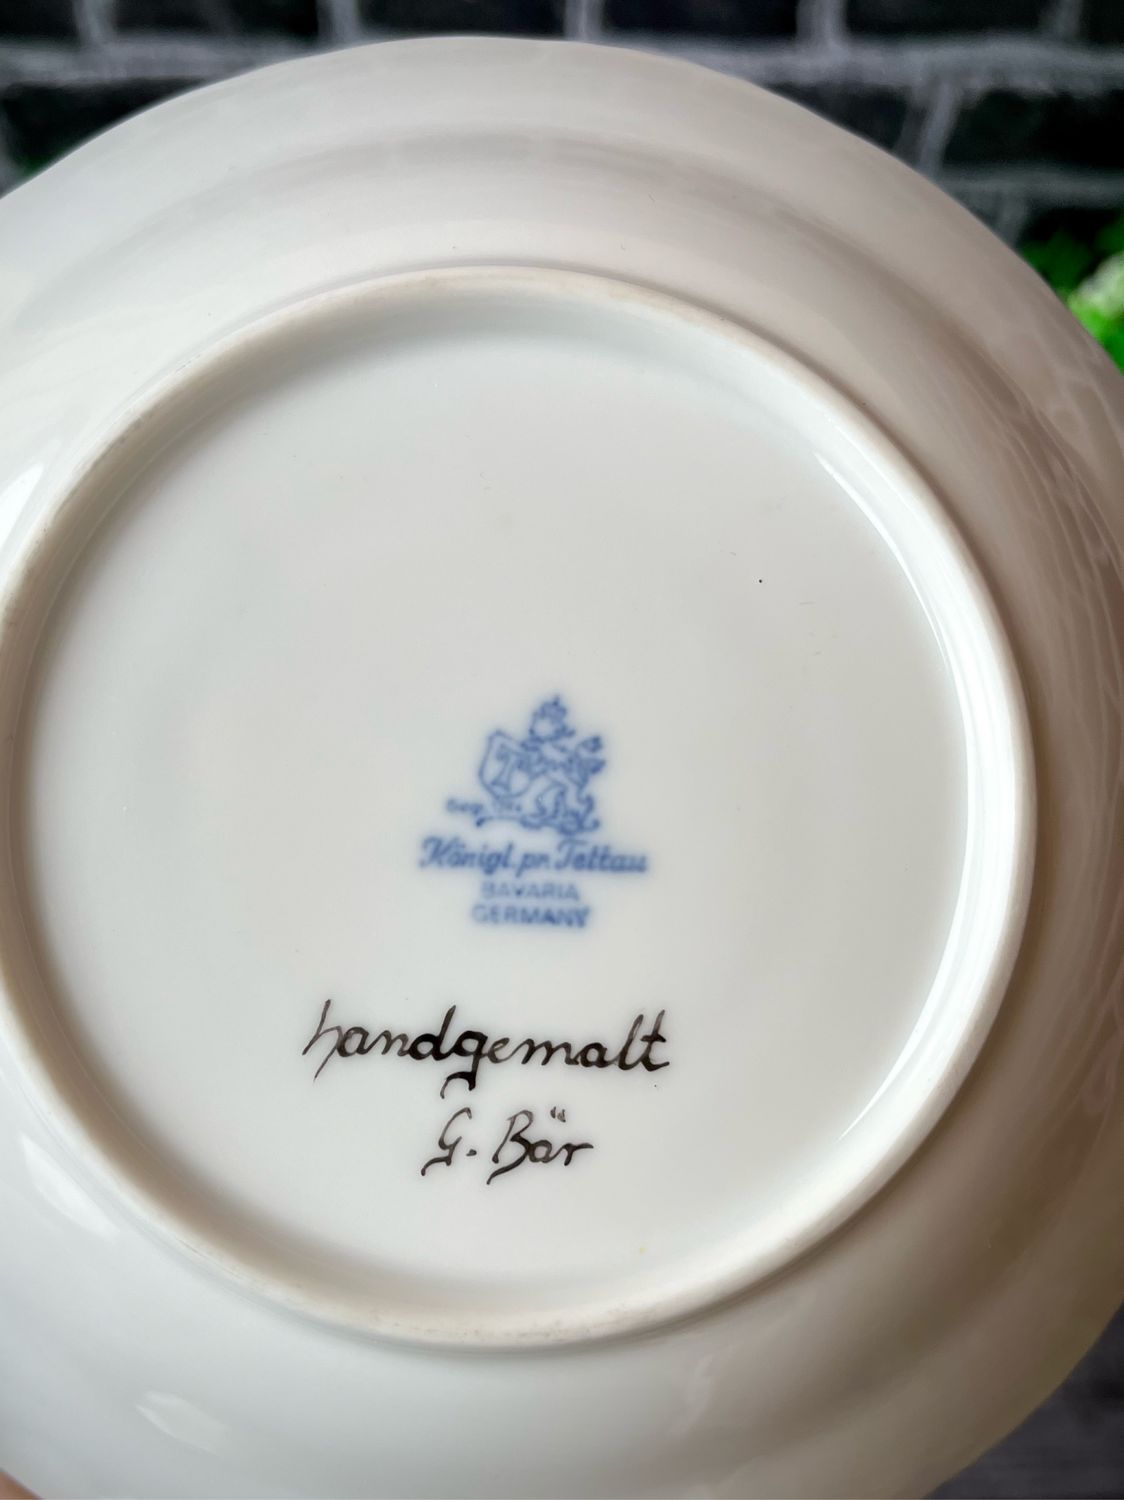 Königl. pr. Tettau
BAVARIA
GERMANY
handgemalt
G. Bär